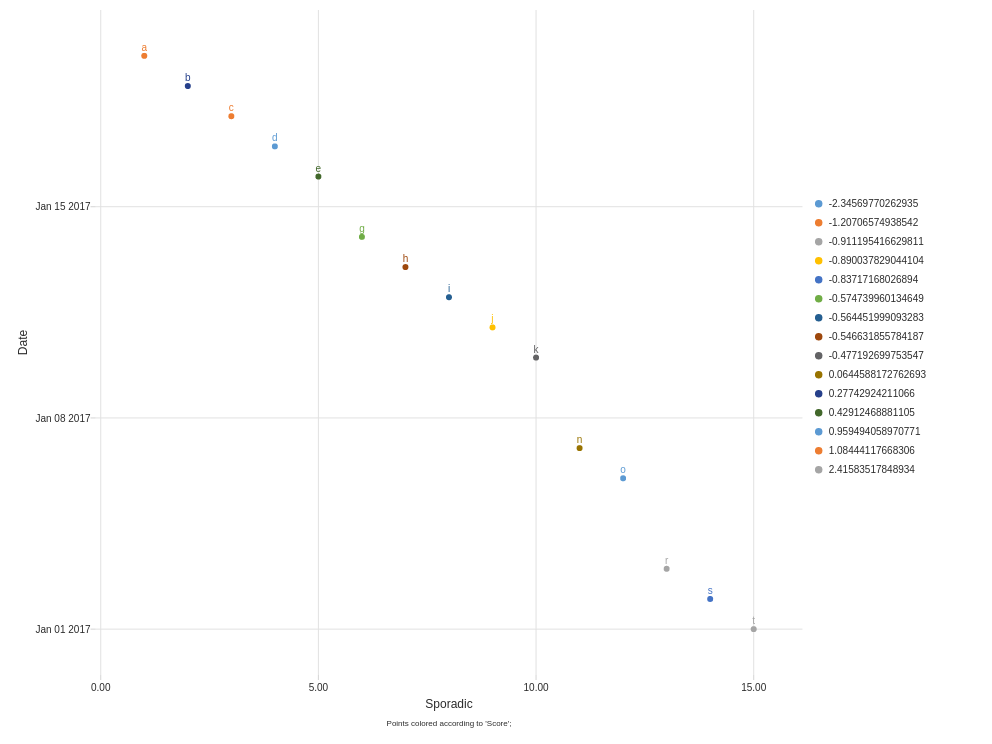 a
b
c
d
e
Jan 15 2017
g
h
i
j
k
Jan 08 2017
n
o
r
s
t
Jan 01 2017
Date
0.00 5.00 10.00 15.00
Sporadic
Points colored according to 'Score';
-2.34569770262935
-1.20706574938542
-0.911195416629811
-0.890037829044104
-0.83717168026894
-0.574739960134649
-0.564451999093283
-0.546631855784187
-0.477192699753547
0.0644588172762693
0.27742924211066
0.42912468881105
0.959494058970771
1.08444117668306
2.41583517848934